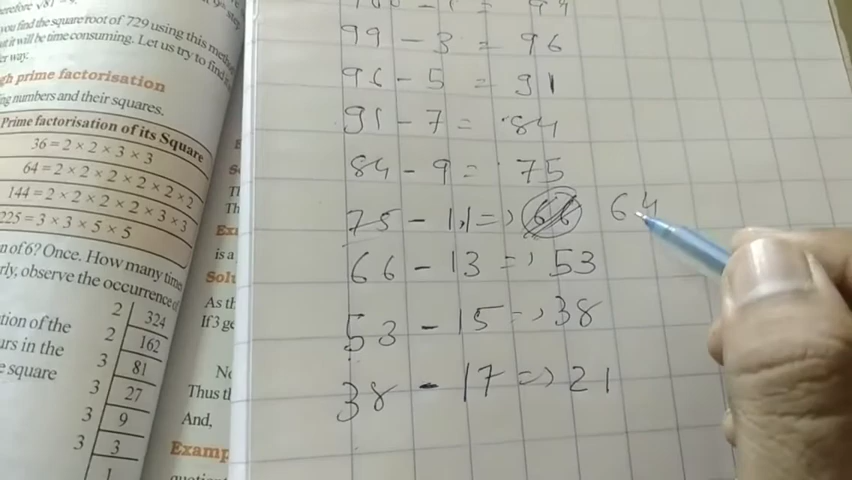 you find the square root of 729 using this
but it will be time consuming. Let us try to find
way:
gh prime factorisation
ing numbers and their squares.
Prime factorisation of its Square
36 = 2 × 2 × 3 × 3
64 = 2 × 2 × 2 × 2 × 2 × 2
144 = 2 × 2 × 2 × 2 × 3 × 3
225 = 3 × 3 × 5 × 5
n of 6? Once. How many times
rly, observe the occurrence
tion of the
urs in the
e square
2 324
2 162
3 81
3 27
3 9
3 3
1
is a
Solu
As th
If 3 ge
Thus th
And,
Examp
99 - 3 = 96
96 - 5 = 91
91 - 7 = 84
84 - 9 = 75
75 - 11 => 66 64
66 - 13 => 53
53 - 15 => 38
38 - 17 => 21